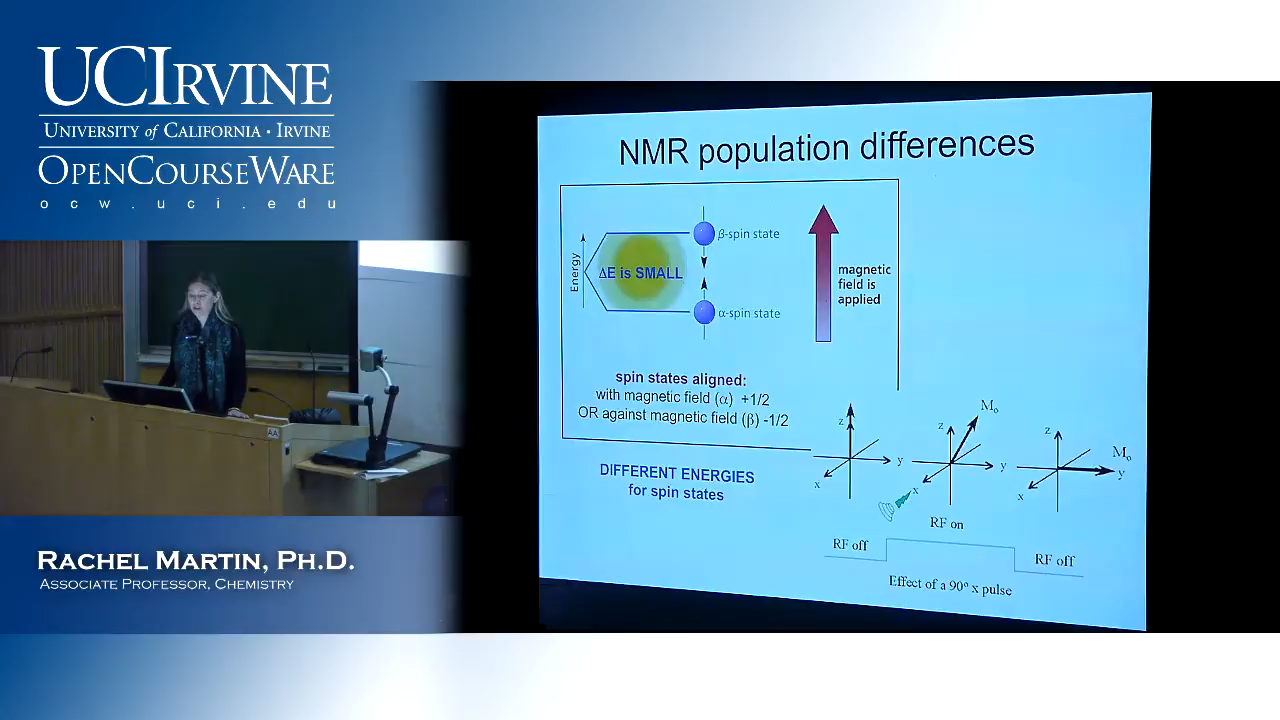 UCIRVINE
UNIVERSITY of CALIFORNIA · IRVINE
OPENCOURSEWARE
ocw.uci.edu
AA
RACHEL MARTIN, PH.D.
ASSOCIATE PROFESSOR, CHEMISTRY
NMR population differences
Energy
ΔE is SMALL
β-spin state
α-spin state
magnetic
field is
applied
spin states aligned:
with magnetic field (α) +1/2
OR against magnetic field (β) -1/2
DIFFERENT ENERGIES
for spin states
z
y
x
z
Mo
y
x
z
Mo
y
x
RF off
RF on
RF off
Effect of a 90° x pulse